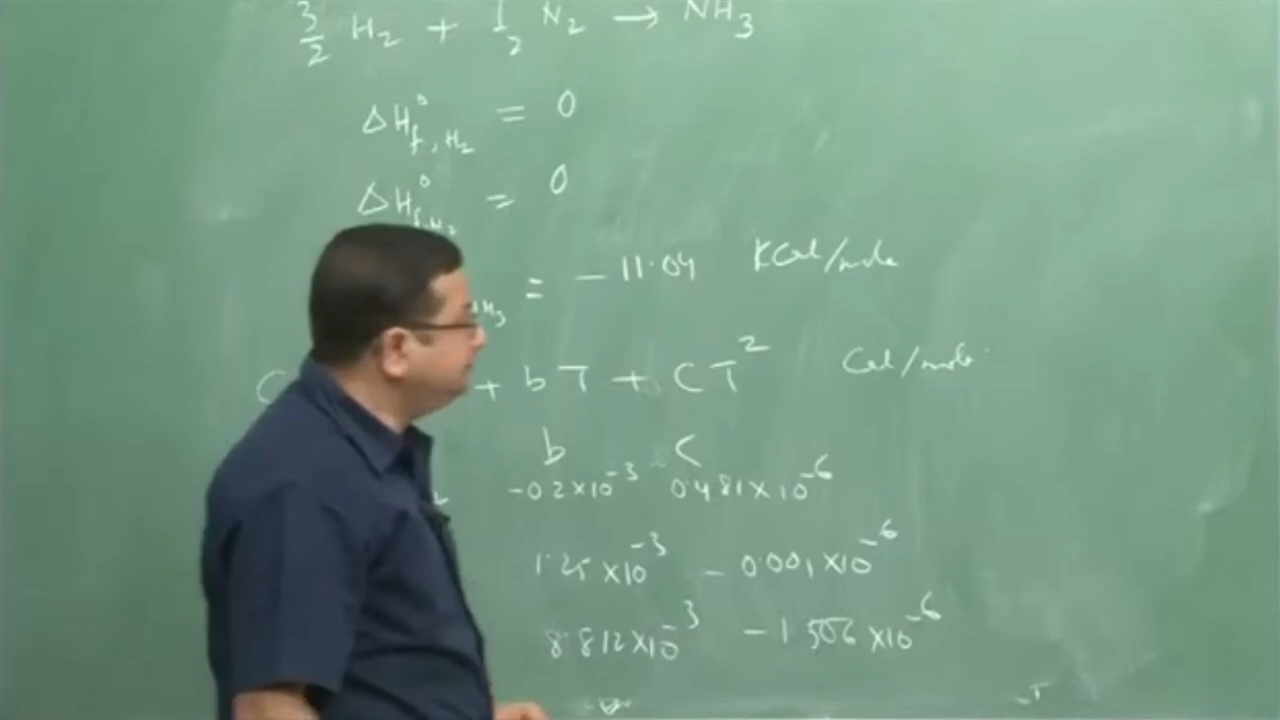 3/2 H₂ + 1/2 N₂ → NH₃
ΔH°f,H₂ = 0
ΔH°f,N₂ = 0
H₃ = −11.04 KCal/mole
C + bT + CT² Cal/mole
b C
-0.2×10⁻³ 0.481×10⁻⁶
1.25×10⁻³ −0.001×10⁻⁶
8.812×10⁻³ −1.506×10⁻⁶